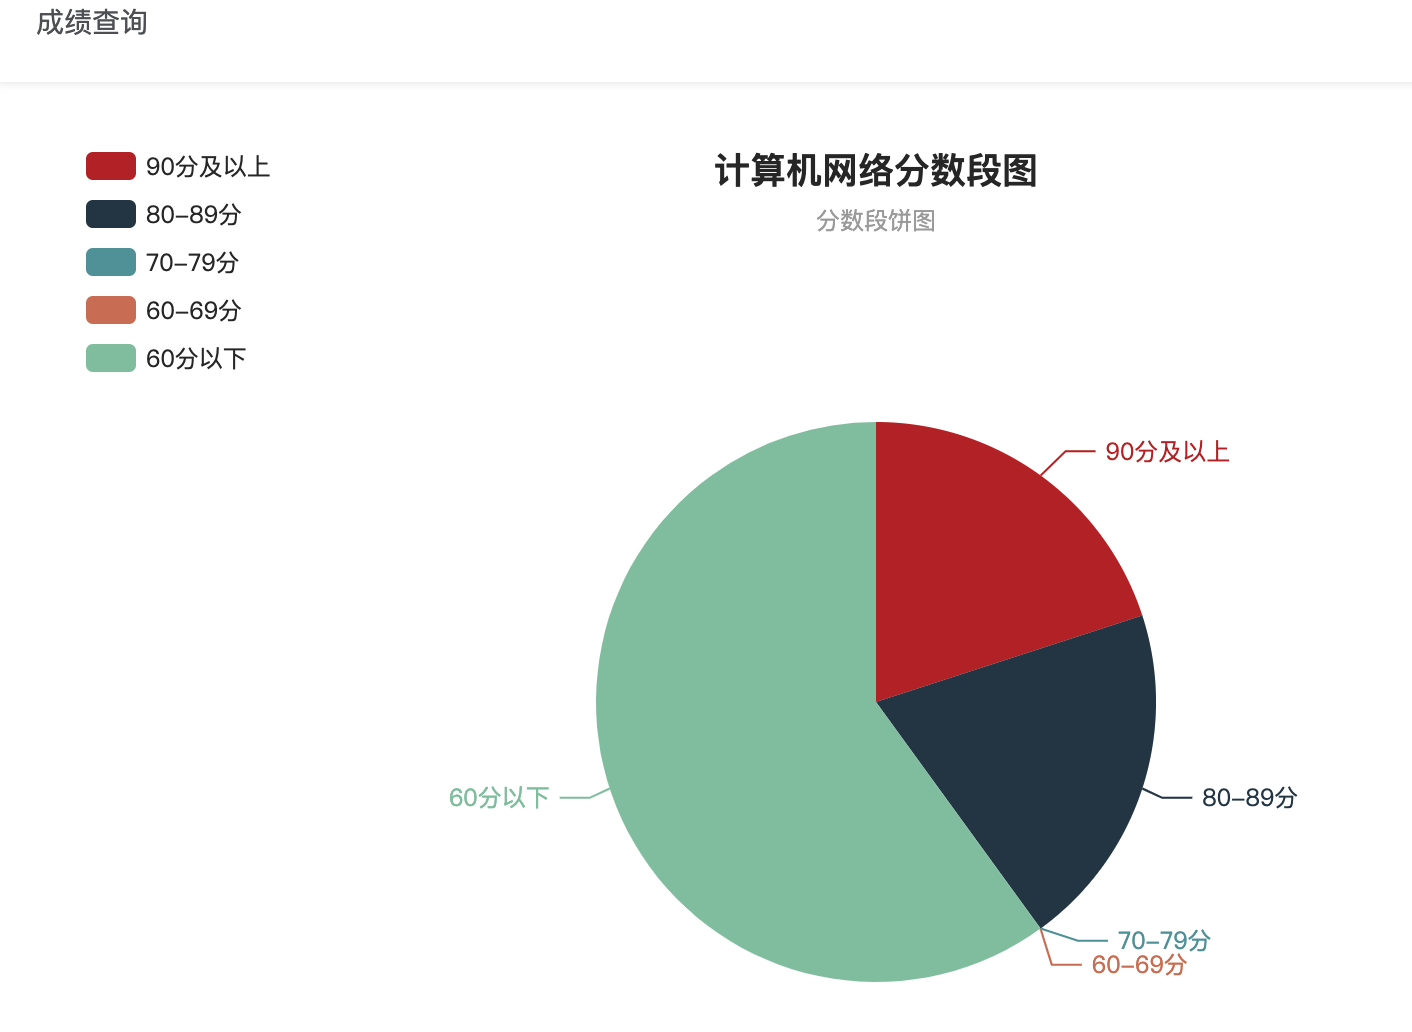 成绩查询
90分及以上
80-89分
70-79分
60-69分
60分以下
计算机网络分数段图
分数段饼图
90分及以上
60分以下
80-89分
70-79分
60-69分